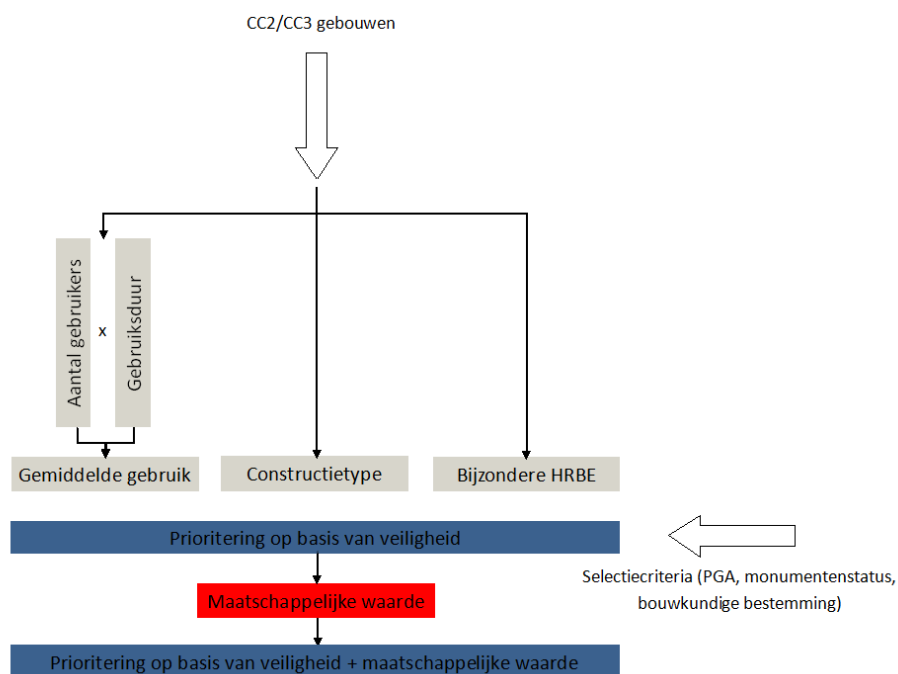 CC2/CC3 gebouwen
Aantal gebruikers
x
Gebruiksduur
Gemiddelde gebruik
Constructietype
Bijzondere HRBE
Prioritering op basis van veiligheid
Selectiecriteria (PGA, monumentenstatus,
bouwkundige bestemming)
Maatschappelijke waarde
Prioritering op basis van veiligheid + maatschappelijke waarde